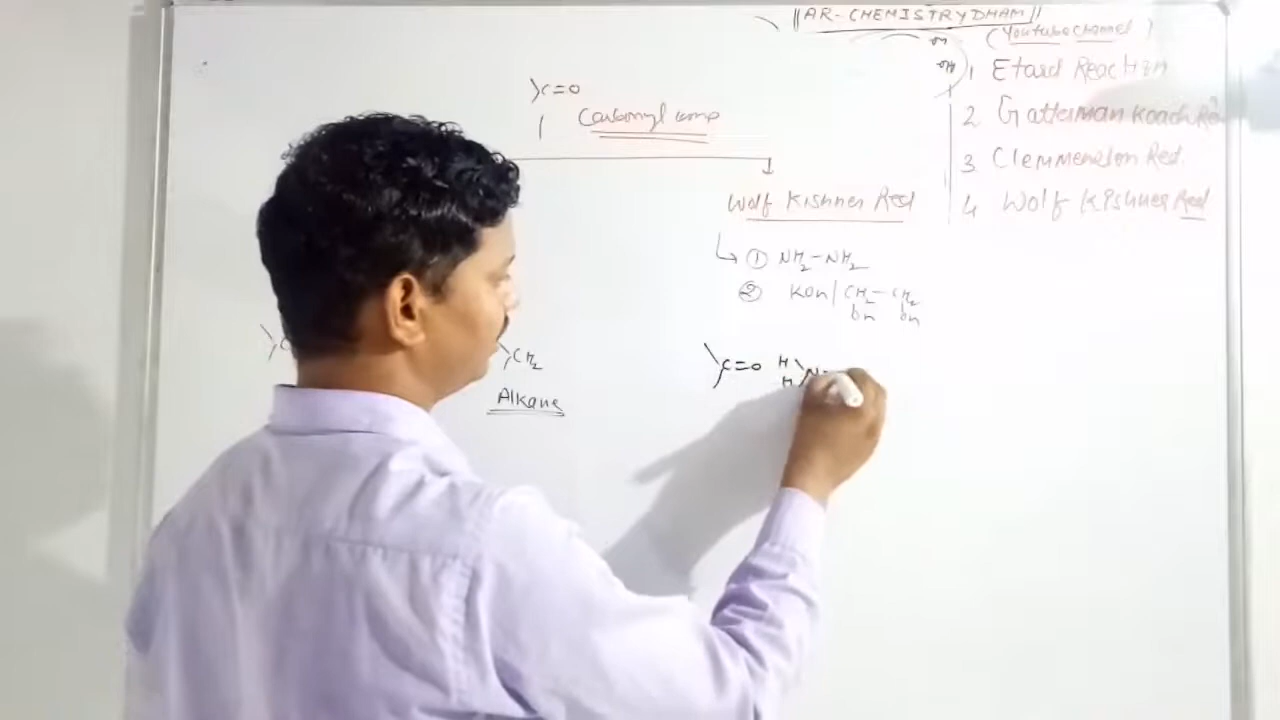 ||AR-CHEMISTRYDHAM||
(Youtube Channel)
1 Etard Reaction
2 Gatterman Koach
3 Clemmenson Red.
4 Wolf Kishner Red
>C=O
Carbonyl comp
Wolf Kishner Red
① NH2-NH2
② KOH/CH2-CH2
OH OH
>C=O H
H >N
>CH2
Alkane